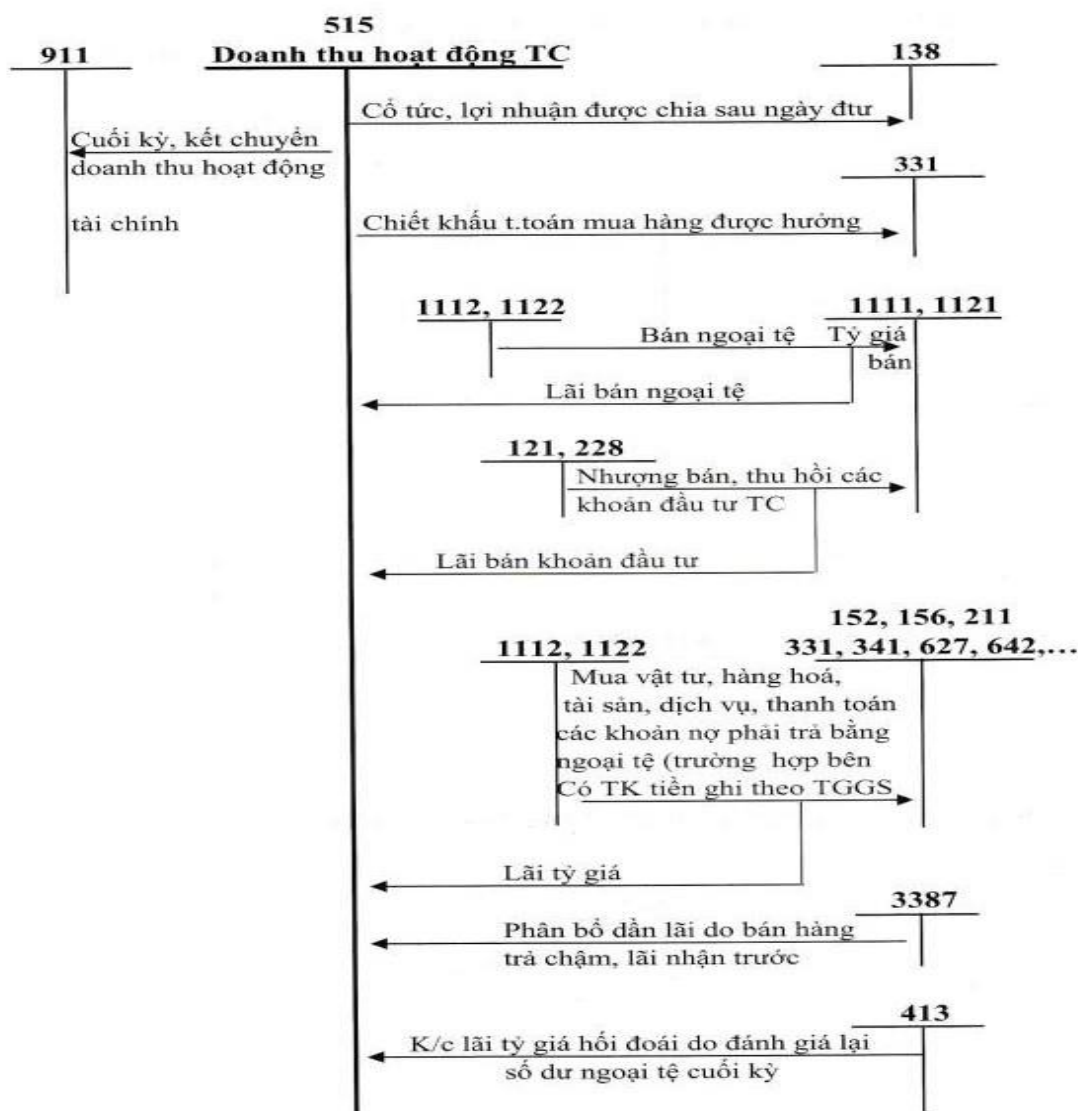 515
911
Doanh thu hoạt động TC
138
Cổ tức, lợi nhuận được chia sau ngày đtư
Cuối kỳ, kết chuyển
doanh thu hoạt động
tài chính
331
Chiết khấu t.toán mua hàng được hưởng
1112, 1122
1111, 1121
Bán ngoại tệ
Tỷ giá
bán
Lãi bán ngoại tệ
121, 228
Nhượng bán, thu hồi các
khoản đầu tư TC
Lãi bán khoản đầu tư
152, 156, 211
1112, 1122
331, 341, 627, 642,…
Mua vật tư, hàng hoá,
tài sản, dịch vụ, thanh toán
các khoản nợ phải trả bằng
ngoại tệ (trường hợp bên
Có TK tiền ghi theo TGGS
Lãi tỷ giá
3387
Phân bổ dần lãi do bán hàng
trả chậm, lãi nhận trước
413
K/c lãi tỷ giá hối đoái do đánh giá lại
số dư ngoại tệ cuối kỳ